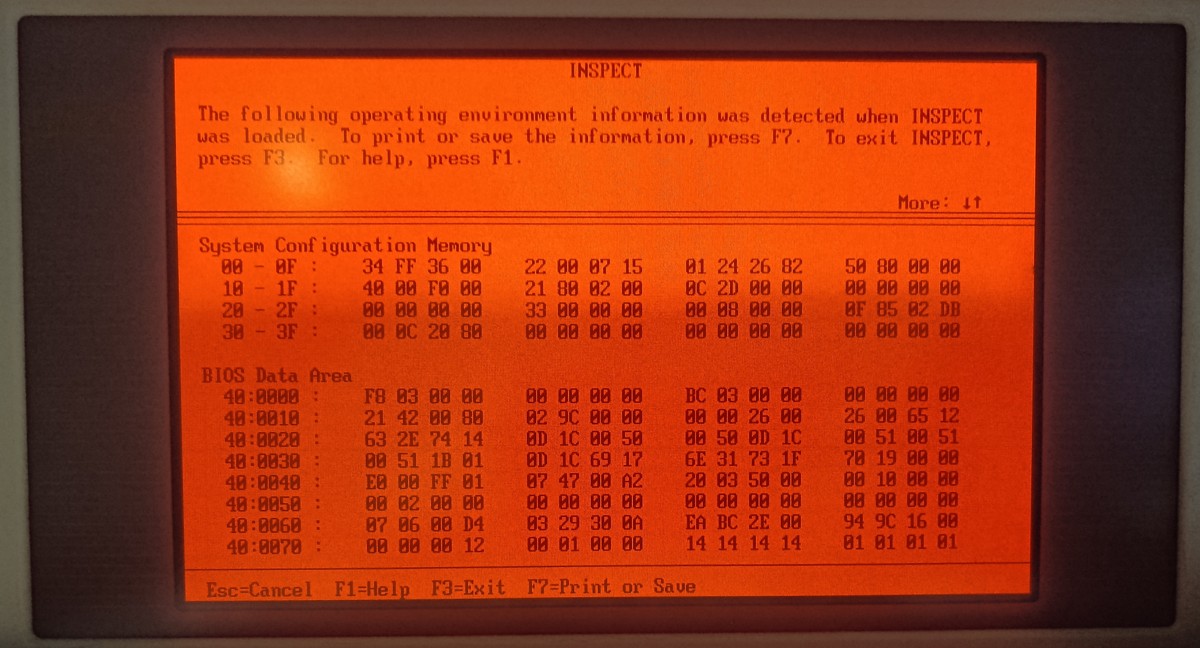 INSPECT
The following operating environment information was detected when INSPECT
was loaded.  To print or save the information, press F7.  To exit INSPECT,
press F3.  For help, press F1.
More: ↓↑
System Configuration Memory
00 - 0F :    34 FF 36 00    22 00 07 15    01 24 26 82    50 80 00 00
10 - 1F :    40 00 F0 00    21 80 02 00    0C 2D 00 00    00 00 00 00
20 - 2F :    00 00 00 00    33 00 00 00    00 08 00 00    0F 85 02 DB
30 - 3F :    00 0C 20 80    00 00 00 00    00 00 00 00    00 00 00 00
BIOS Data Area
40:0000 :    F8 03 00 00    00 00 00 00    BC 03 00 00    00 00 00 00
40:0010 :    21 42 00 80    02 9C 00 00    00 00 26 00    26 00 65 12
40:0020 :    63 2E 74 14    0D 1C 00 50    00 50 0D 1C    00 51 00 51
40:0030 :    00 51 1B 01    0D 1C 69 17    6E 31 73 1F    70 19 00 00
40:0040 :    E0 00 FF 01    07 47 00 A2    20 03 50 00    00 10 00 00
40:0050 :    00 02 00 00    00 00 00 00    00 00 00 00    00 00 00 00
40:0060 :    07 06 00 D4    03 29 30 0A    EA BC 2E 00    94 9C 16 00
40:0070 :    00 00 00 12    00 01 00 00    14 14 14 14    01 01 01 01
Esc=Cancel  F1=Help  F3=Exit  F7=Print or Save